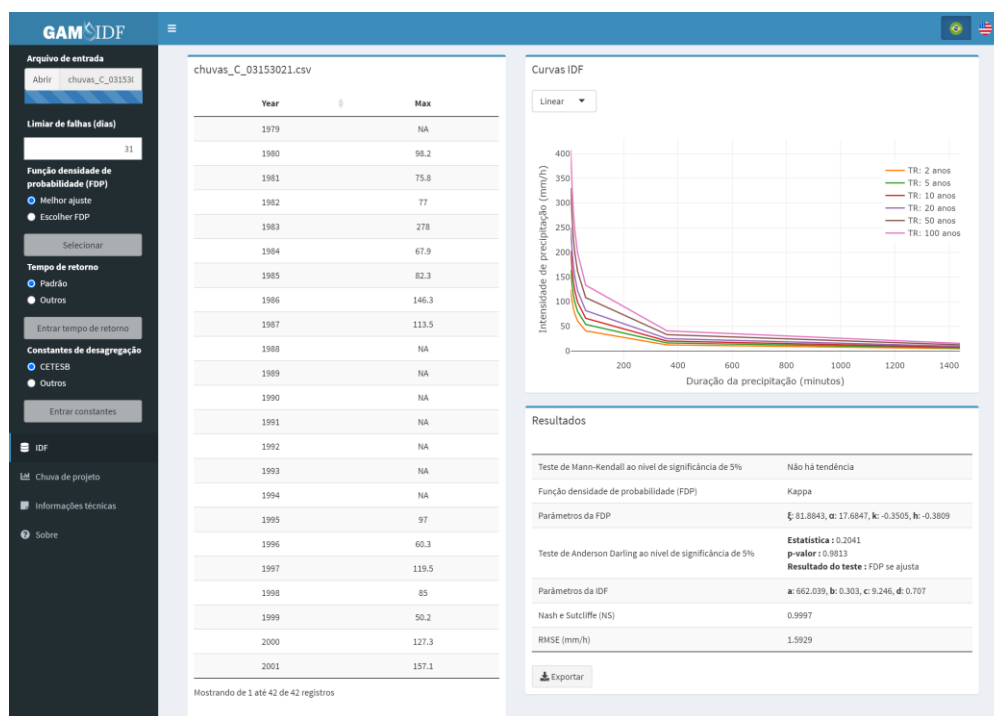 GAM IDF
Arquivo de entrada
Abrir chuvas_C_03153(
Limiar de falhas (dias)
31
Função densidade de
probabilidade (FDP)
Melhor ajuste
Escolher FDP
Selecionar
Tempo de retorno
Padrão
Outros
Entrar tempo de retorno
Constantes de desagregação
CETESB
Outros
Entrar constantes
IDF
Chuva de projeto
Informações técnicas
Sobre
chuvas_C_03153021.csv
Year Max
1979 NA
1980 98.2
1981 75.8
1982 77
1983 278
1984 67.9
1985 82.3
1986 146.3
1987 113.5
1988 NA
1989 NA
1990 NA
1991 NA
1992 NA
1993 NA
1994 NA
1995 97
1996 60.3
1997 119.5
1998 85
1999 50.2
2000 127.3
2001 157.1
Mostrando de 1 até 42 de 42 registros
Curvas IDF
Linear
Intensidade de precipitação (mm/h)
400
350
300
250
200
150
100
50
0
200 400 600 800 1000 1200 1400
Duração da precipitação (minutos)
TR: 2 anos
TR: 5 anos
TR: 10 anos
TR: 20 anos
TR: 50 anos
TR: 100 anos
Resultados
Teste de Mann-Kendall ao nivel de significância de 5% Não há tendência
Função densidade de probabilidade (FDP) Kappa
Parâmetros da FDP ξ: 81.8843, α: 17.6847, k: -0.3505, h: -0.3809
Teste de Anderson Darling ao nivel de significância de 5%
Estatística : 0.2041
p-valor : 0.9813
Resultado do teste : FDP se ajusta
Parâmetros da IDF a: 662.039, b: 0.303, c: 9.246, d: 0.707
Nash e Sutcliffe (NS) 0.9997
RMSE (mm/h) 1.5929
Exportar